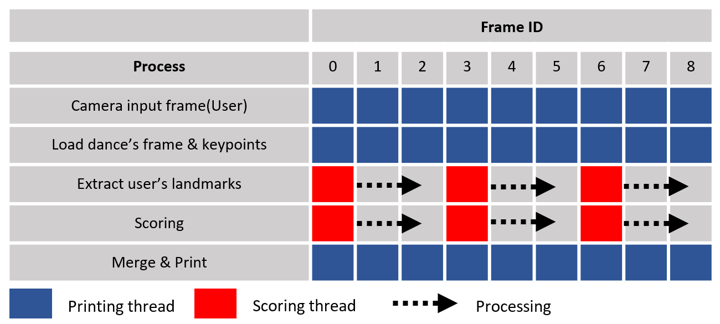 Frame ID
Process 0 1 2 3 4 5 6 7 8
Camera input frame(User)
Load dance's frame & keypoints
Extract user's landmarks
Scoring
Merge & Print
Printing thread Scoring thread Processing